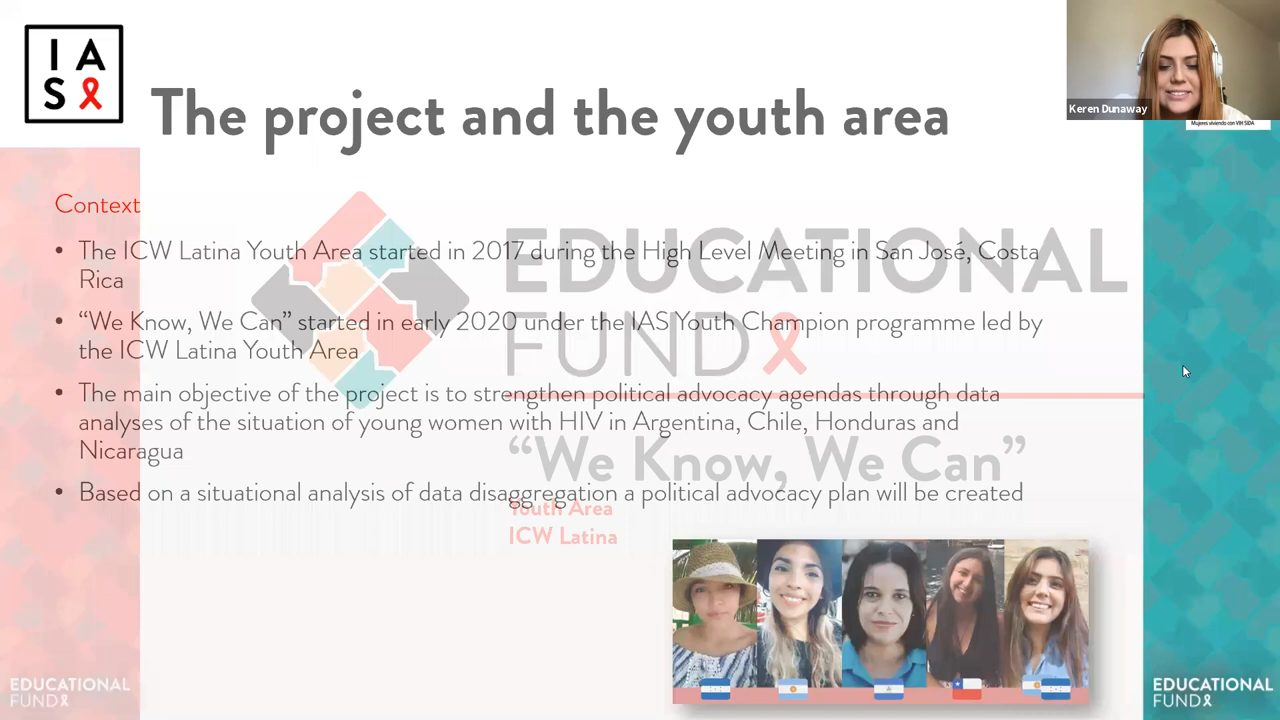 I A
S
The project and the youth area
Keren Dunaway
Mujeres viviendo con VIH SIDA
Context
• The ICW Latina Youth Area started in 2017 during the High Level Meeting in San José, Costa
Rica
• “We Know, We Can” started in early 2020 under the IAS Youth Champion programme led by
the ICW Latina Youth Area
• The main objective of the project is to strengthen political advocacy agendas through data
analyses of the situation of young women with HIV in Argentina, Chile, Honduras and
Nicaragua
• Based on a situational analysis of data disaggregation a political advocacy plan will be created
EDUCATIONAL
FUND
“We Know, We Can”
Youth Area
ICW Latina
EDUCATIONAL
FUND
EDUCATIONAL
FUND